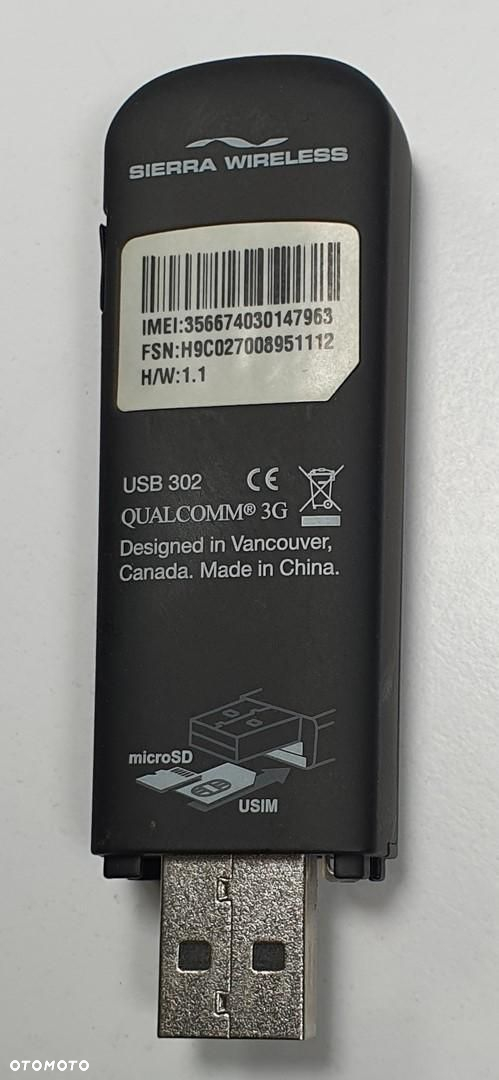 SIERRA WIRELESS
IMEI:356674030147963
FSN:H9C027008951112
H/W:1.1
USB 302 CE
QUALCOMM® 3G
Designed in Vancouver,
Canada. Made in China.
microSD
USIM
OTOMOTO